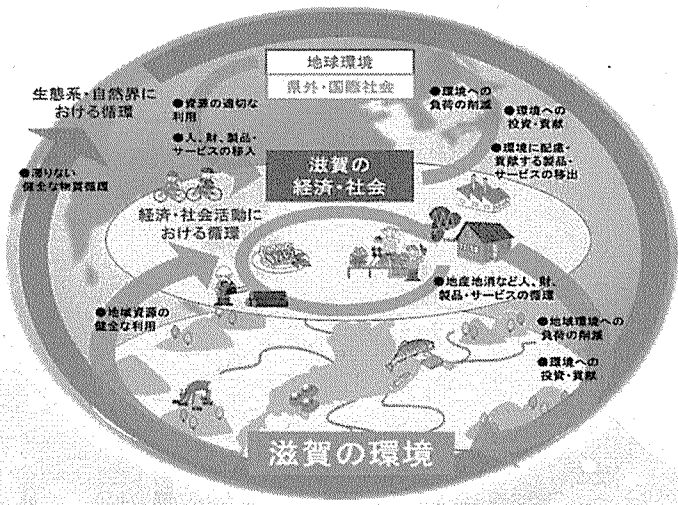 地球環境
県外・国際社会
生態系・自然界に
おける循環
●資源の適切な
利用
●人、財、製品・
サービスの移入
●環境への
負荷の削減
●環境への
投資・貢献
●環境に配慮・
貢献する製品・
サービスの移出
●滞りない
健全な物質循環
滋賀の
経済・社会
経済・社会活動に
おける循環
●地産地消など人、財、
製品・サービスの循環
●地域資源の
健全な利用
●地域環境への
負荷の削減
●環境への
投資・貢献
滋賀の環境